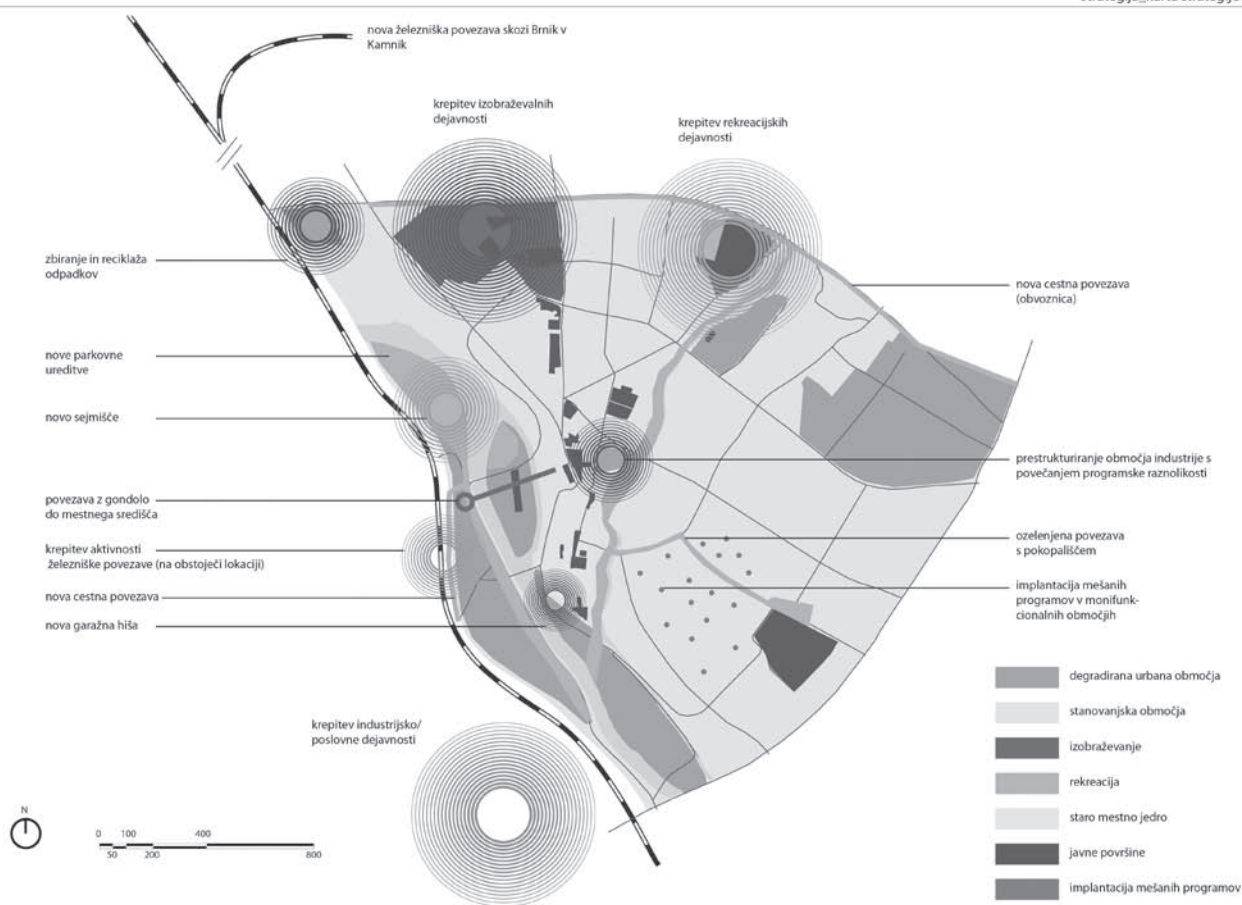 strategija_karta strategije
nova železniška povezava skozi Brnik v
Kamnik
krepitev izobraževalnih
dejavnosti
krepitev rekreacijskih
dejavnosti
zbiranje in reciklaža
odpadkov
nova cestna povezava
(obvoznica)
nove parkovne
ureditve
novo sejmišče
prestrukturiranje območja industrije s
povečanjem programske raznolikosti
povezava z gondolo
do mestnega središča
ozelenjena povezava
s pokopališčem
krepitev aktivnosti
železniške povezave (na obstoječi lokaciji)
implantacija mešanih
programov v monifunk-
cionalnih območjih
nova cestna povezava
nova garažna hiša
krepitev industrijsko/
poslovne dejavnosti
degradirana urbana območja
stanovanjska območja
izobraževanje
rekreacija
staro mestno jedro
javne površine
implantacija mešanih programov
N
0 100 400
50 200 800